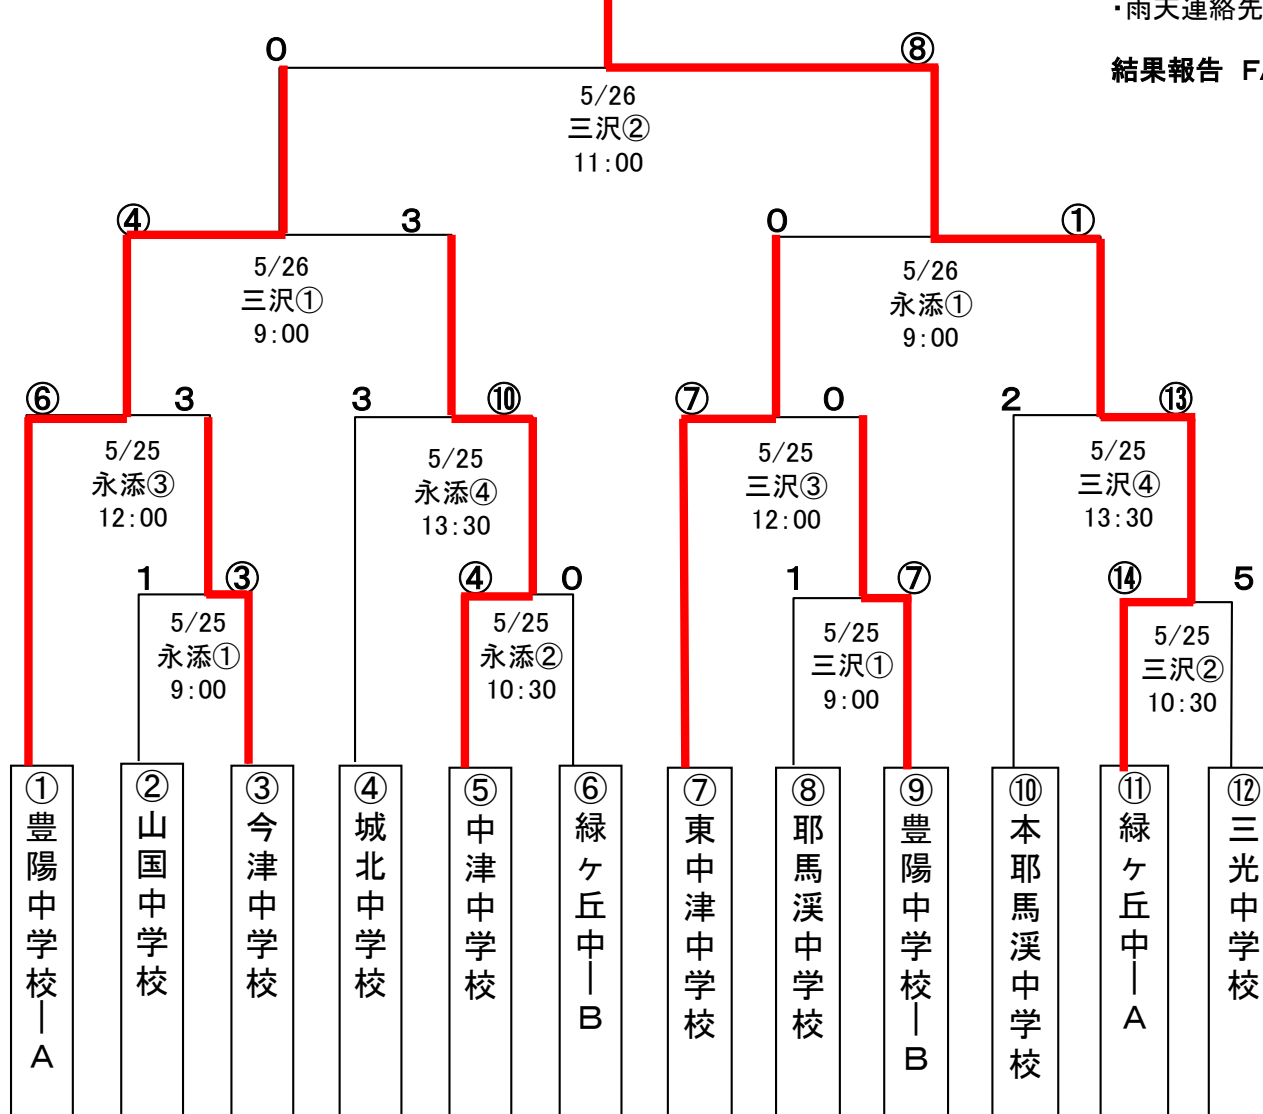 ・雨天連絡先
結果報告 FA
0
⑧
5/26
三沢②
11:00
④
3
0
①
5/26
三沢①
9:00
5/26
永添①
9:00
⑥
3
3
⑩
⑦
0
2
⑬
5/25
永添③
12:00
5/25
永添④
13:30
5/25
三沢③
12:00
5/25
三沢④
13:30
1
③
④
0
1
⑦
⑭
5
5/25
永添①
9:00
5/25
永添②
10:30
5/25
三沢①
9:00
5/25
三沢②
10:30
①豊陽中学校―A
②山国中学校
③今津中学校
④城北中学校
⑤中津中学校
⑥緑ヶ丘中―B
⑦東中津中学校
⑧耶馬渓中学校
⑨豊陽中学校―B
⑩本耶馬渓中学校
⑪緑ヶ丘中―A
⑫三光中学校